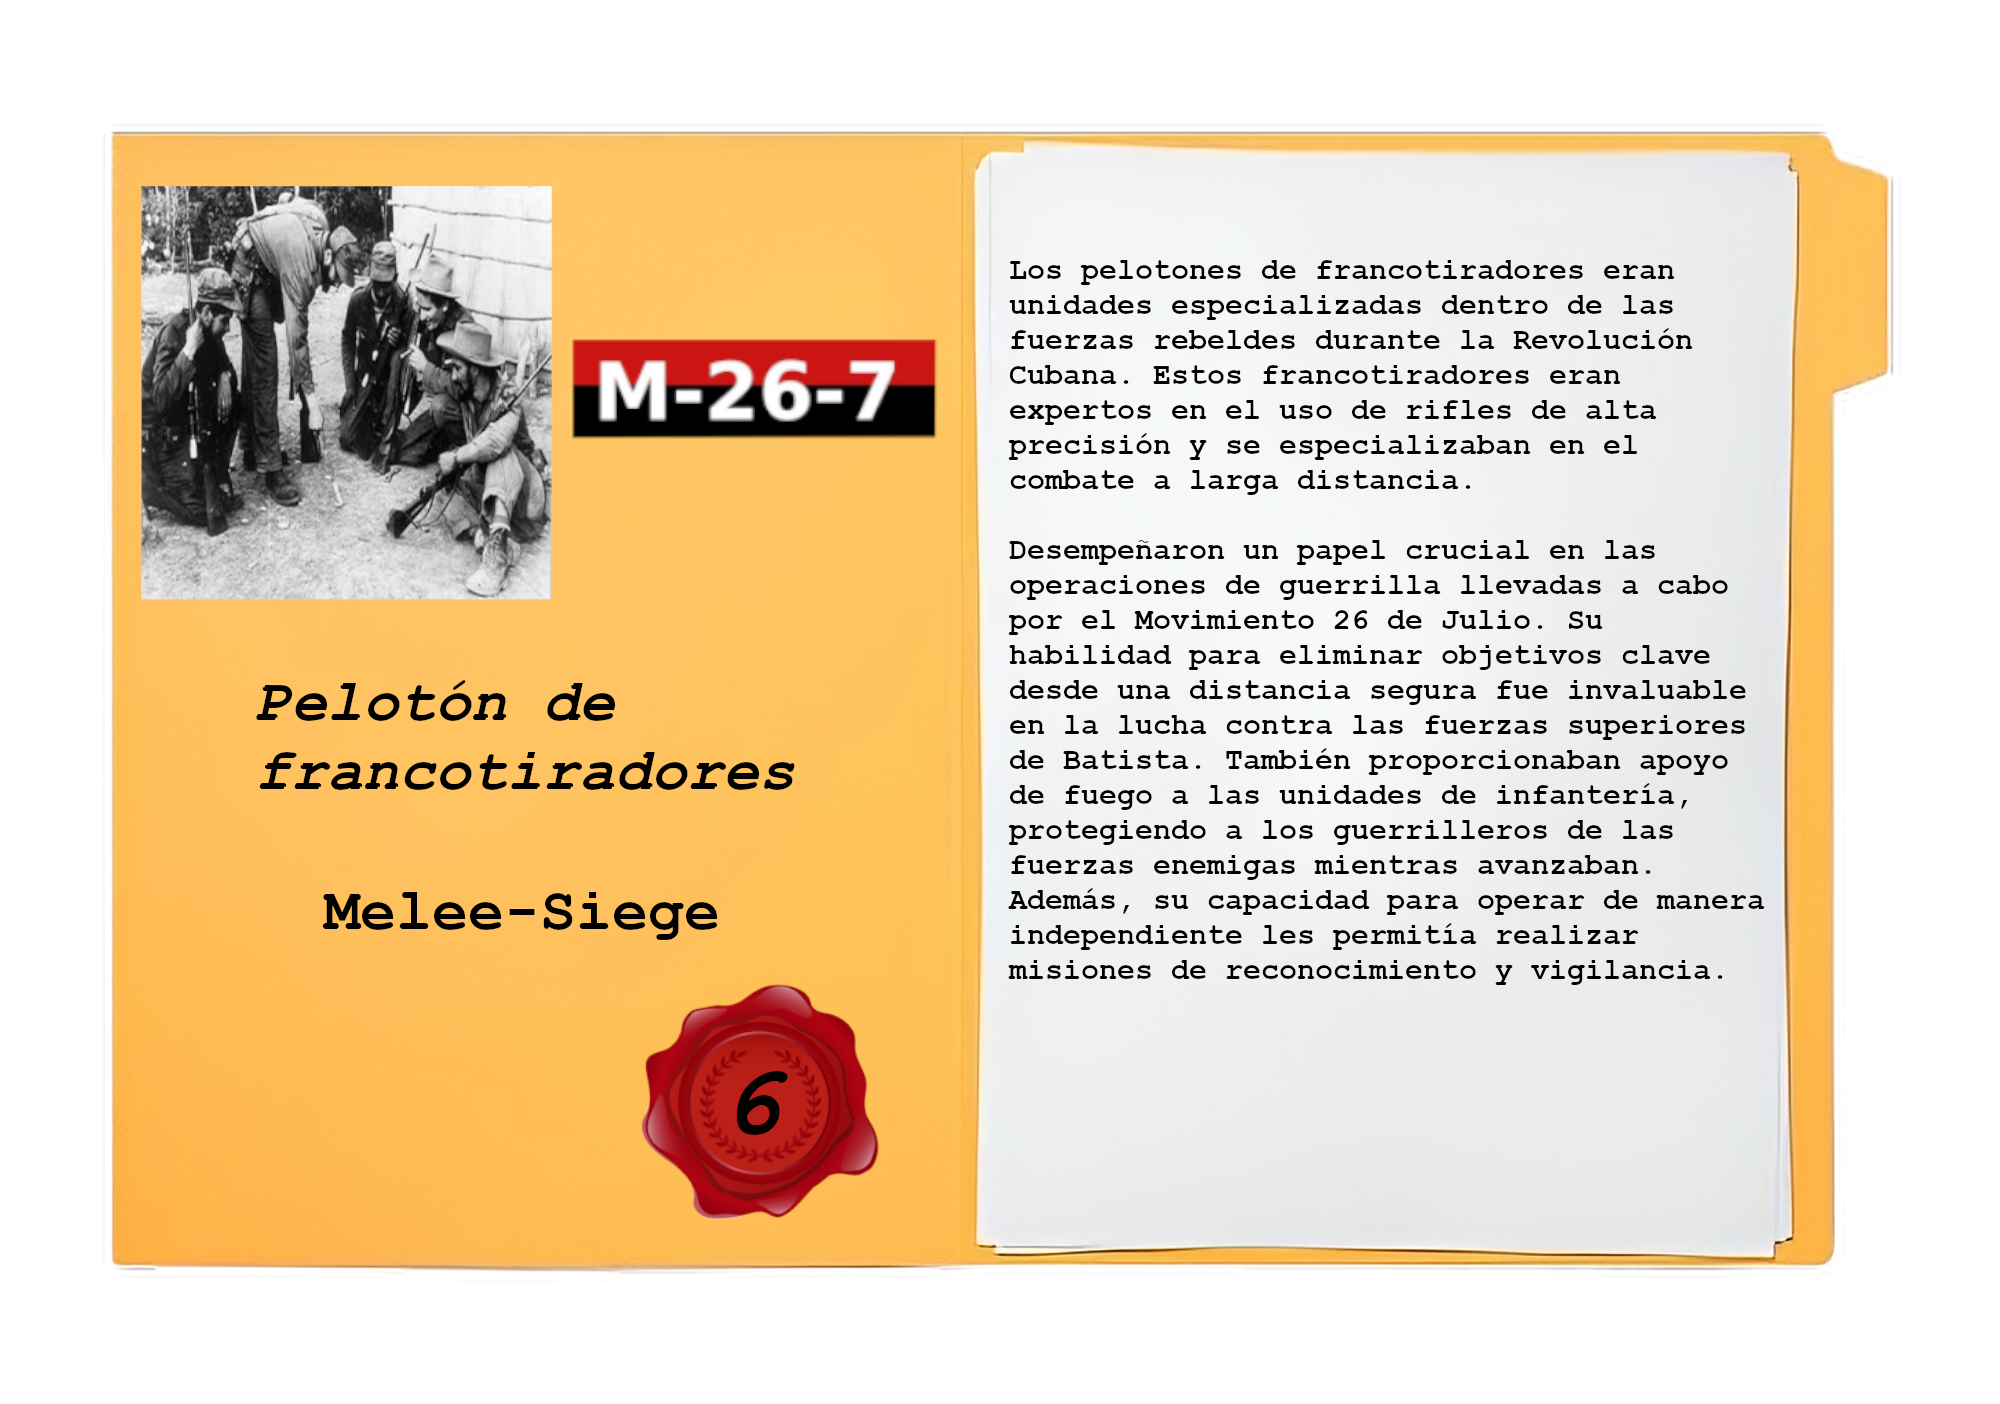 M-26-7
Pelotón de
francotiradores
Melee-Siege
6
Los pelotones de francotiradores eran
unidades especializadas dentro de las
fuerzas rebeldes durante la Revolución
Cubana. Estos francotiradores eran
expertos en el uso de rifles de alta
precisión y se especializaban en el
combate a larga distancia.
Desempeñaron un papel crucial en las
operaciones de guerrilla llevadas a cabo
por el Movimiento 26 de Julio. Su
habilidad para eliminar objetivos clave
desde una distancia segura fue invaluable
en la lucha contra las fuerzas superiores
de Batista. También proporcionaban apoyo
de fuego a las unidades de infantería,
protegiendo a los guerrilleros de las
fuerzas enemigas mientras avanzaban.
Además, su capacidad para operar de manera
independiente les permitía realizar
misiones de reconocimiento y vigilancia.